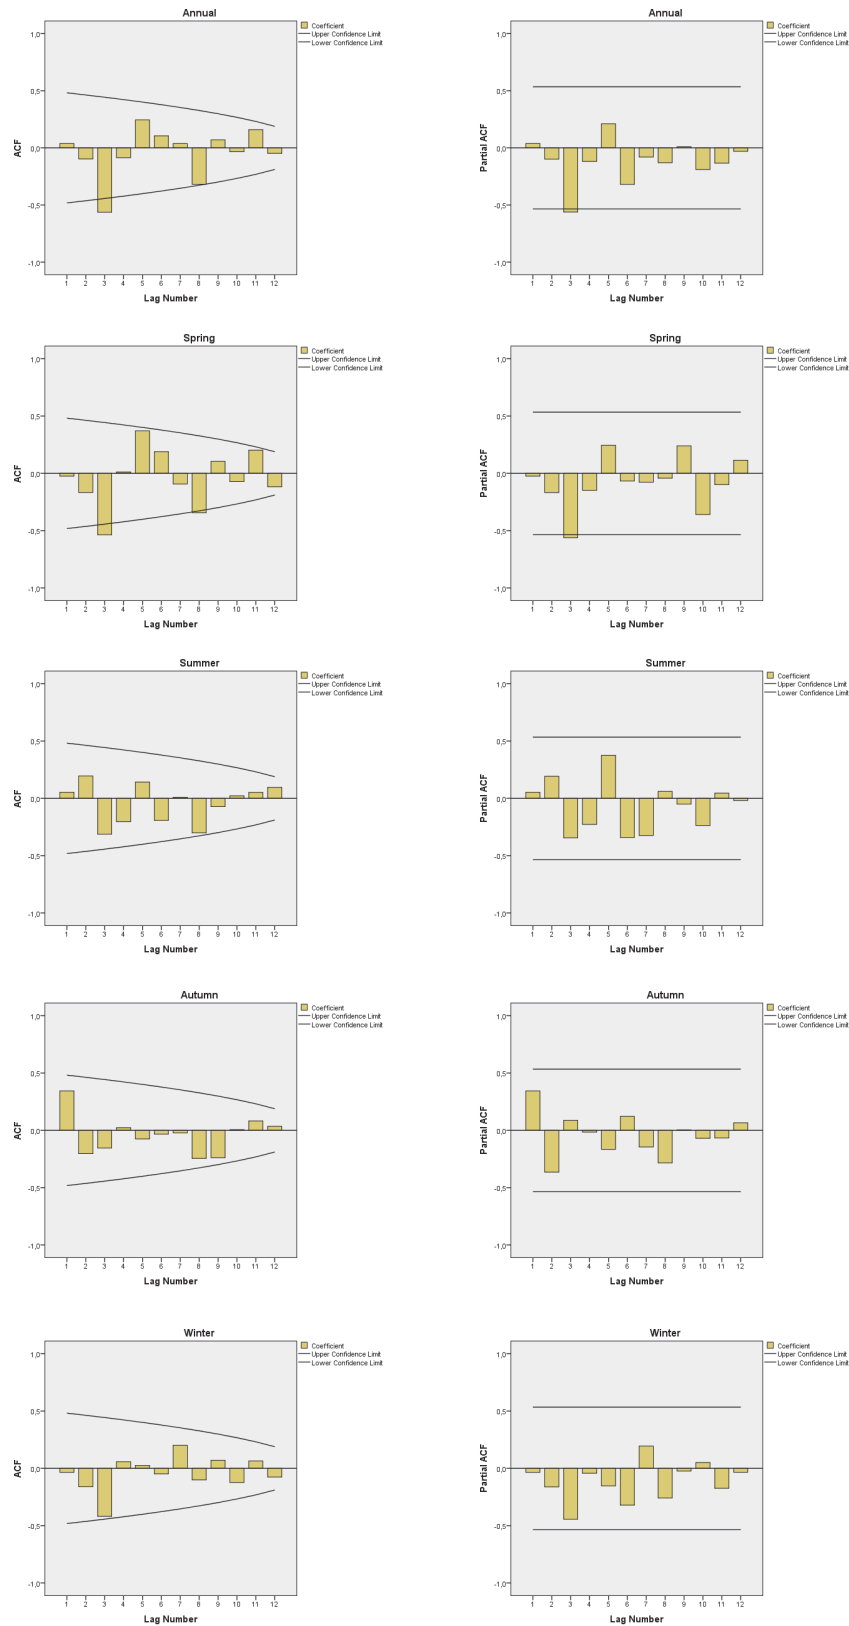 Annual
Coefficient
Upper Confidence Limit
Lower Confidence Limit
1,0
0,5
0,0
-0,5
-1,0
ACF
1 2 3 4 5 6 7 8 9 10 11 12
Lag Number
Annual
Coefficient
Upper Confidence Limit
Lower Confidence Limit
1,0
0,5
0,0
-0,5
-1,0
Partial ACF
1 2 3 4 5 6 7 8 9 10 11 12
Lag Number
Spring
Coefficient
Upper Confidence Limit
Lower Confidence Limit
1,0
0,5
0,0
-0,5
-1,0
ACF
1 2 3 4 5 6 7 8 9 10 11 12
Lag Number
Spring
Coefficient
Upper Confidence Limit
Lower Confidence Limit
1,0
0,5
0,0
-0,5
-1,0
Partial ACF
1 2 3 4 5 6 7 8 9 10 11 12
Lag Number
Summer
Coefficient
Upper Confidence Limit
Lower Confidence Limit
1,0
0,5
0,0
-0,5
-1,0
ACF
1 2 3 4 5 6 7 8 9 10 11 12
Lag Number
Summer
Coefficient
Upper Confidence Limit
Lower Confidence Limit
1,0
0,5
0,0
-0,5
-1,0
Partial ACF
1 2 3 4 5 6 7 8 9 10 11 12
Lag Number
Autumn
Coefficient
Upper Confidence Limit
Lower Confidence Limit
1,0
0,5
0,0
-0,5
-1,0
ACF
1 2 3 4 5 6 7 8 9 10 11 12
Lag Number
Autumn
Coefficient
Upper Confidence Limit
Lower Confidence Limit
1,0
0,5
0,0
-0,5
-1,0
Partial ACF
1 2 3 4 5 6 7 8 9 10 11 12
Lag Number
Winter
Coefficient
Upper Confidence Limit
Lower Confidence Limit
1,0
0,5
0,0
-0,5
-1,0
ACF
1 2 3 4 5 6 7 8 9 10 11 12
Lag Number
Winter
Coefficient
Upper Confidence Limit
Lower Confidence Limit
1,0
0,5
0,0
-0,5
-1,0
Partial ACF
1 2 3 4 5 6 7 8 9 10 11 12
Lag Number